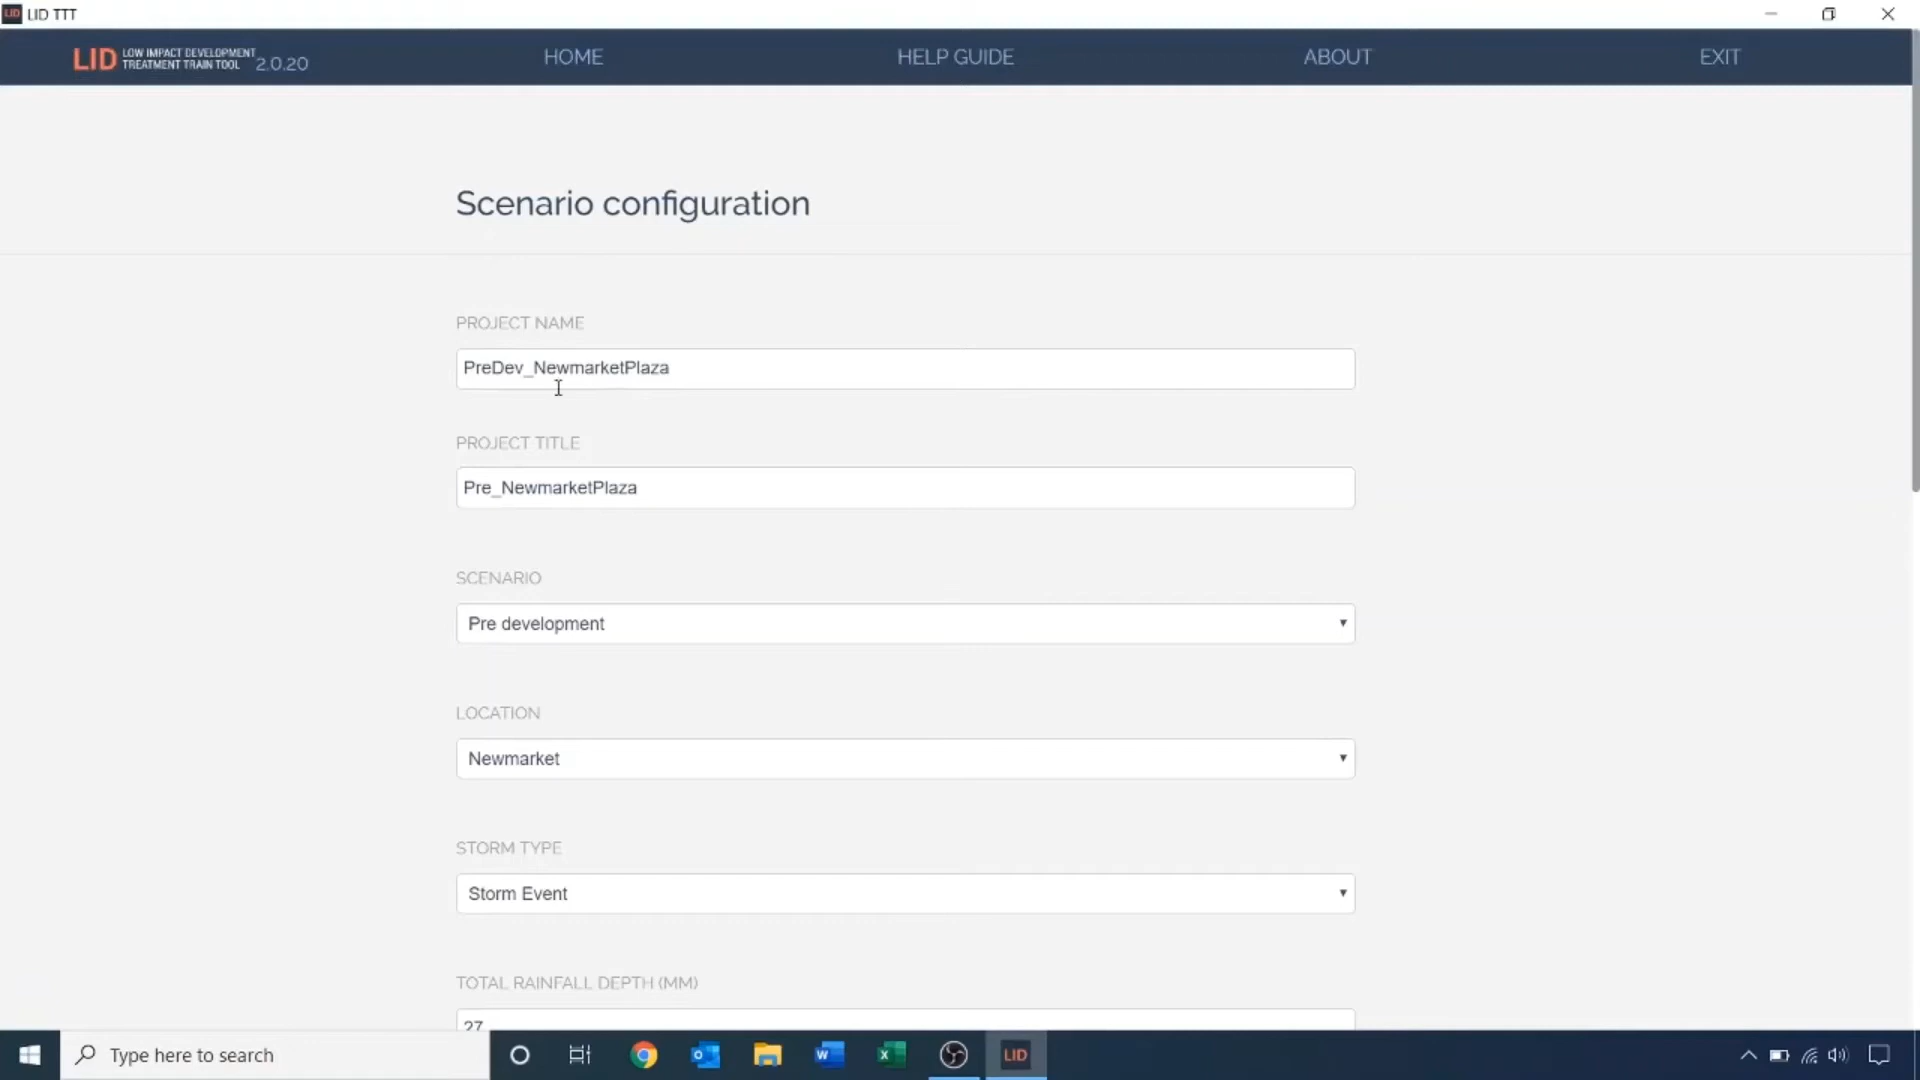 LID TTT
LID LOW IMPACT DEVELOPMENT TREATMENT TRAIN TOOL 2.0.20
HOME
HELP GUIDE
ABOUT
EXIT
Scenario configuration
PROJECT NAME
PreDev_NewmarketPlaza
PROJECT TITLE
Pre_NewmarketPlaza
SCENARIO
Pre development
LOCATION
Newmarket
STORM TYPE
Storm Event
TOTAL RAINFALL DEPTH (MM)
27
Type here to search
LID